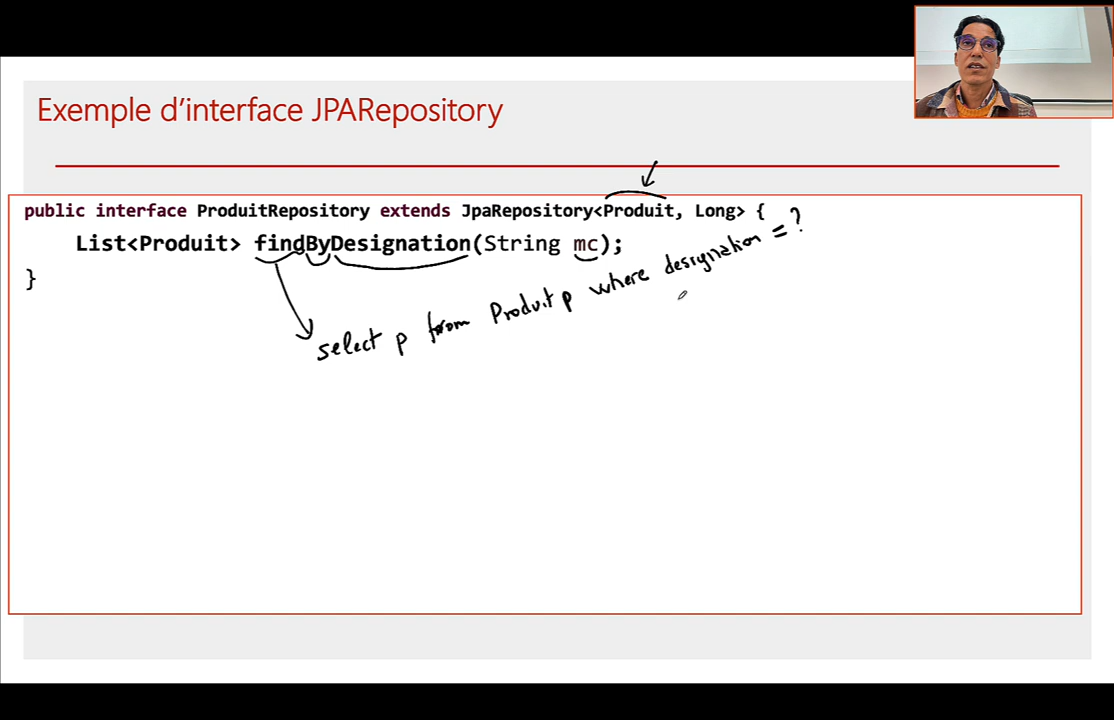 Exemple d'interface JPARepository
public interface ProduitRepository extends JpaRepository<Produit, Long> {
List<Produit> findByDesignation(String mc);
}
select p from Produit p where designation = ?